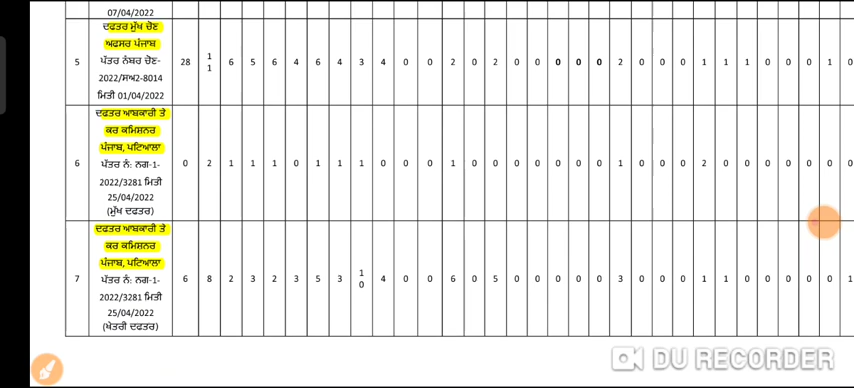 07/04/2022
ਦਫਤਰ ਮੁੱਖ ਚੋਣ
ਅਫਸਰ ਪੰਜਾਬ
5 ਪੱਤਰ ਨੰਬਰ ਚੋਣ- 28 11 6 5 6 4 6 4 3 4 0 0 2 0 2 0 0 0 0 0 2 0 0 0 1 1 1 0 0 0 1 0
2022/ਸਅ2-8014
ਮਿਤੀ 01/04/2022
ਦਫਤਰ ਆਬਕਾਰੀ ਤੇ
ਕਰ ਕਮਿਸ਼ਨਰ
ਪੰਜਾਬ, ਪਟਿਆਲਾ
6 ਪੱਤਰ ਨੰ: ਨਗ-1- 0 2 1 1 1 0 1 1 1 0 0 0 1 0 0 0 0 0 0 0 1 0 0 0 2 0 0 0 0 0 0 0
2022/3281 ਮਿਤੀ
25/04/2022
(ਮੁੱਖ ਦਫਤਰ)
ਦਫਤਰ ਆਬਕਾਰੀ ਤੇ
ਕਰ ਕਮਿਸ਼ਨਰ
ਪੰਜਾਬ, ਪਟਿਆਲਾ
7 ਪੱਤਰ ਨੰ: ਨਗ-1- 6 8 2 3 2 3 5 3 10 4 0 0 6 0 5 0 0 0 0 0 3 0 0 0 1 1 0 0 0 0 0 1
2022/3281 ਮਿਤੀ
25/04/2022
(ਖੇਤਰੀ ਦਫਤਰ)
DU RECORDER